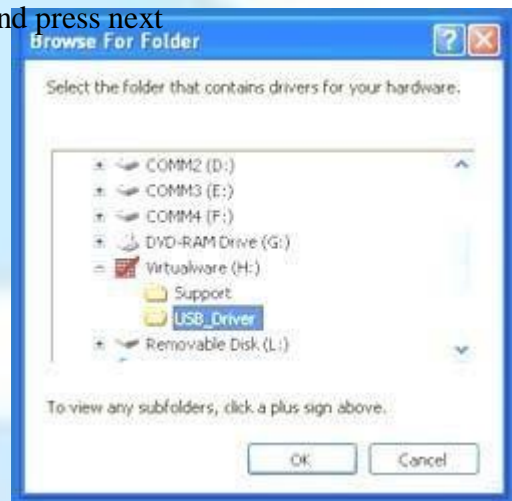 nd press next
Browse For Folder
Select the folder that contains drivers for your hardware.
COMM2 (D:)
COMM3 (E:)
COMM4 (F:)
DVD-RAM Drive (G:)
Virtualware (H:)
Support
USB_Driver
Removable Disk (L:)
To view any subfolders, click a plus sign above.
OK Cancel